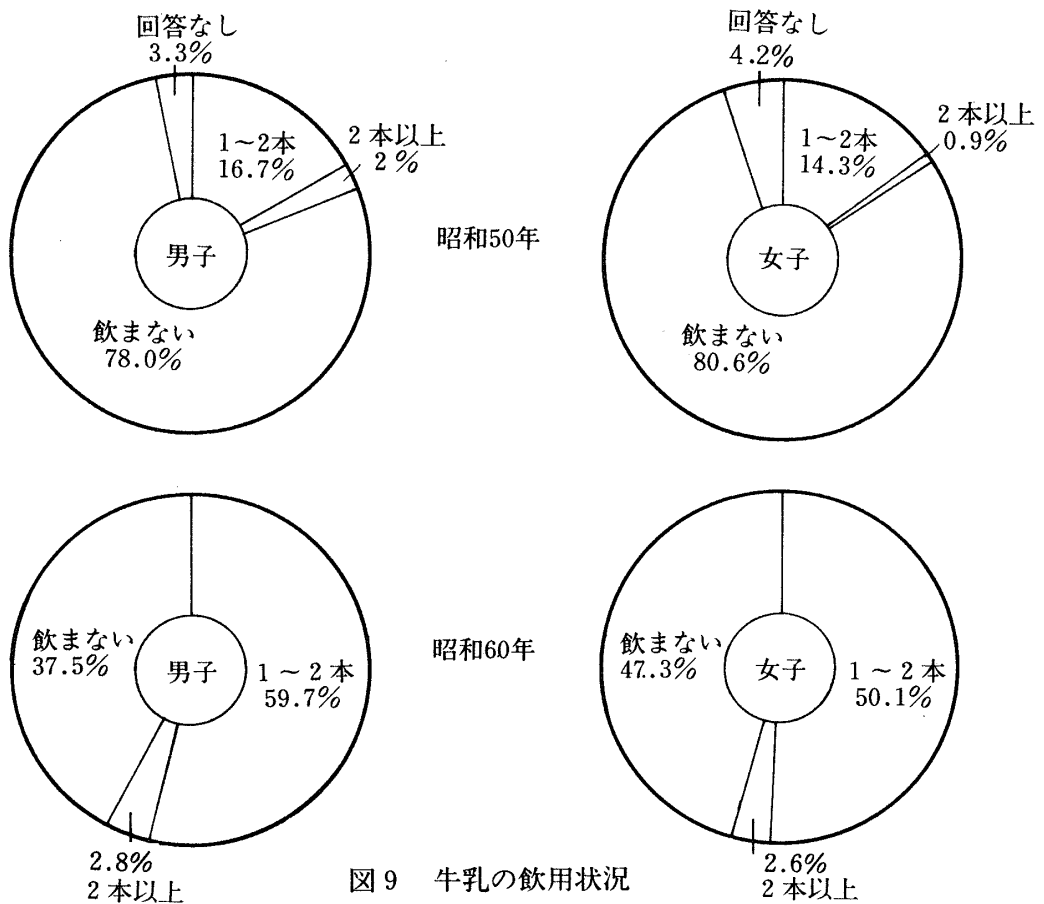 回答なし
3.3%
1〜2本
16.7%
2本以上
2%
男子
飲まない
78.0%
昭和50年
回答なし
4.2%
1〜2本
14.3%
2本以上
0.9%
女子
飲まない
80.6%
飲まない
37.5%
男子
1〜2本
59.7%
2.8%
2本以上
昭和60年
飲まない
47.3%
女子
1〜2本
50.1%
2.6%
2本以上
図9 牛乳の飲用状況